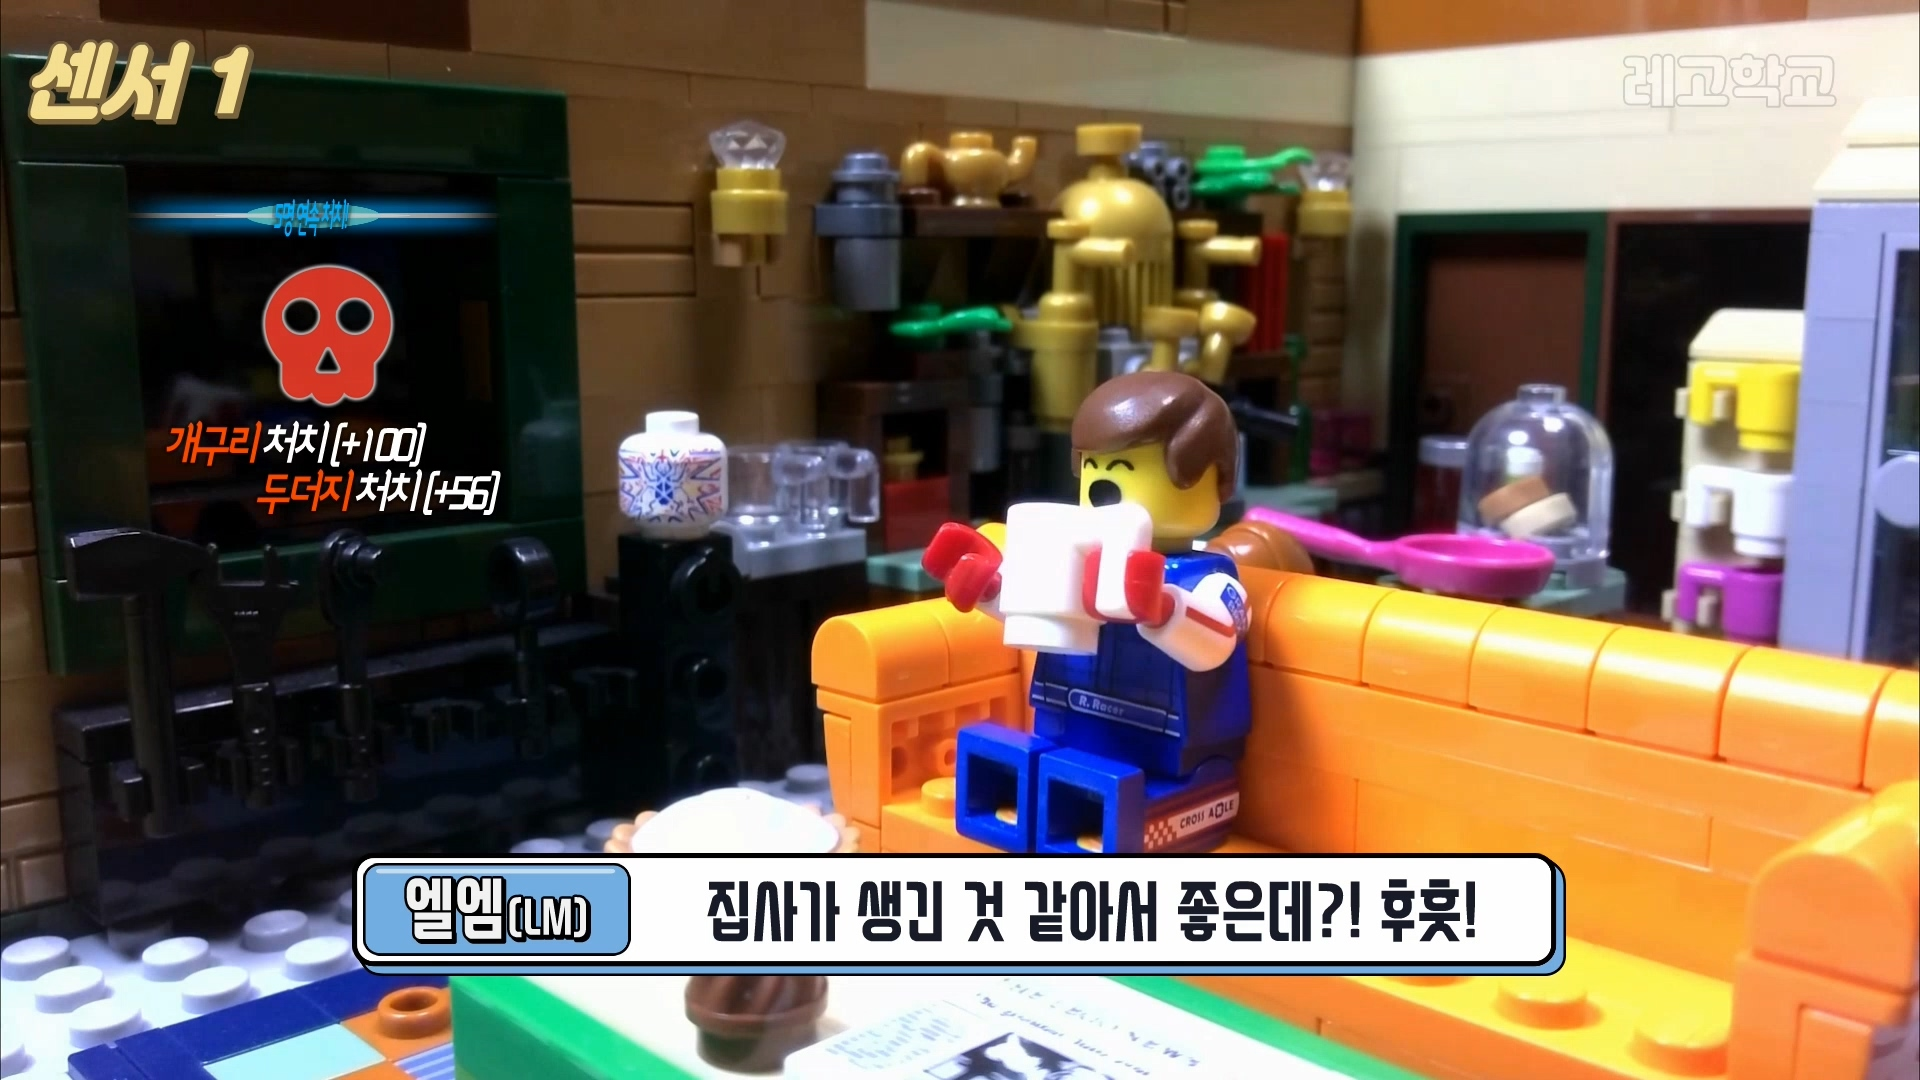 센서 1
레고학교
5명 연속 처치!
개구리 처치 (+100)
두더지 처치 (+56)
R. Racer
CROSS AXLE
엘엠(LM)
집사가 생긴 것 같아서 좋은데?! 후훗!